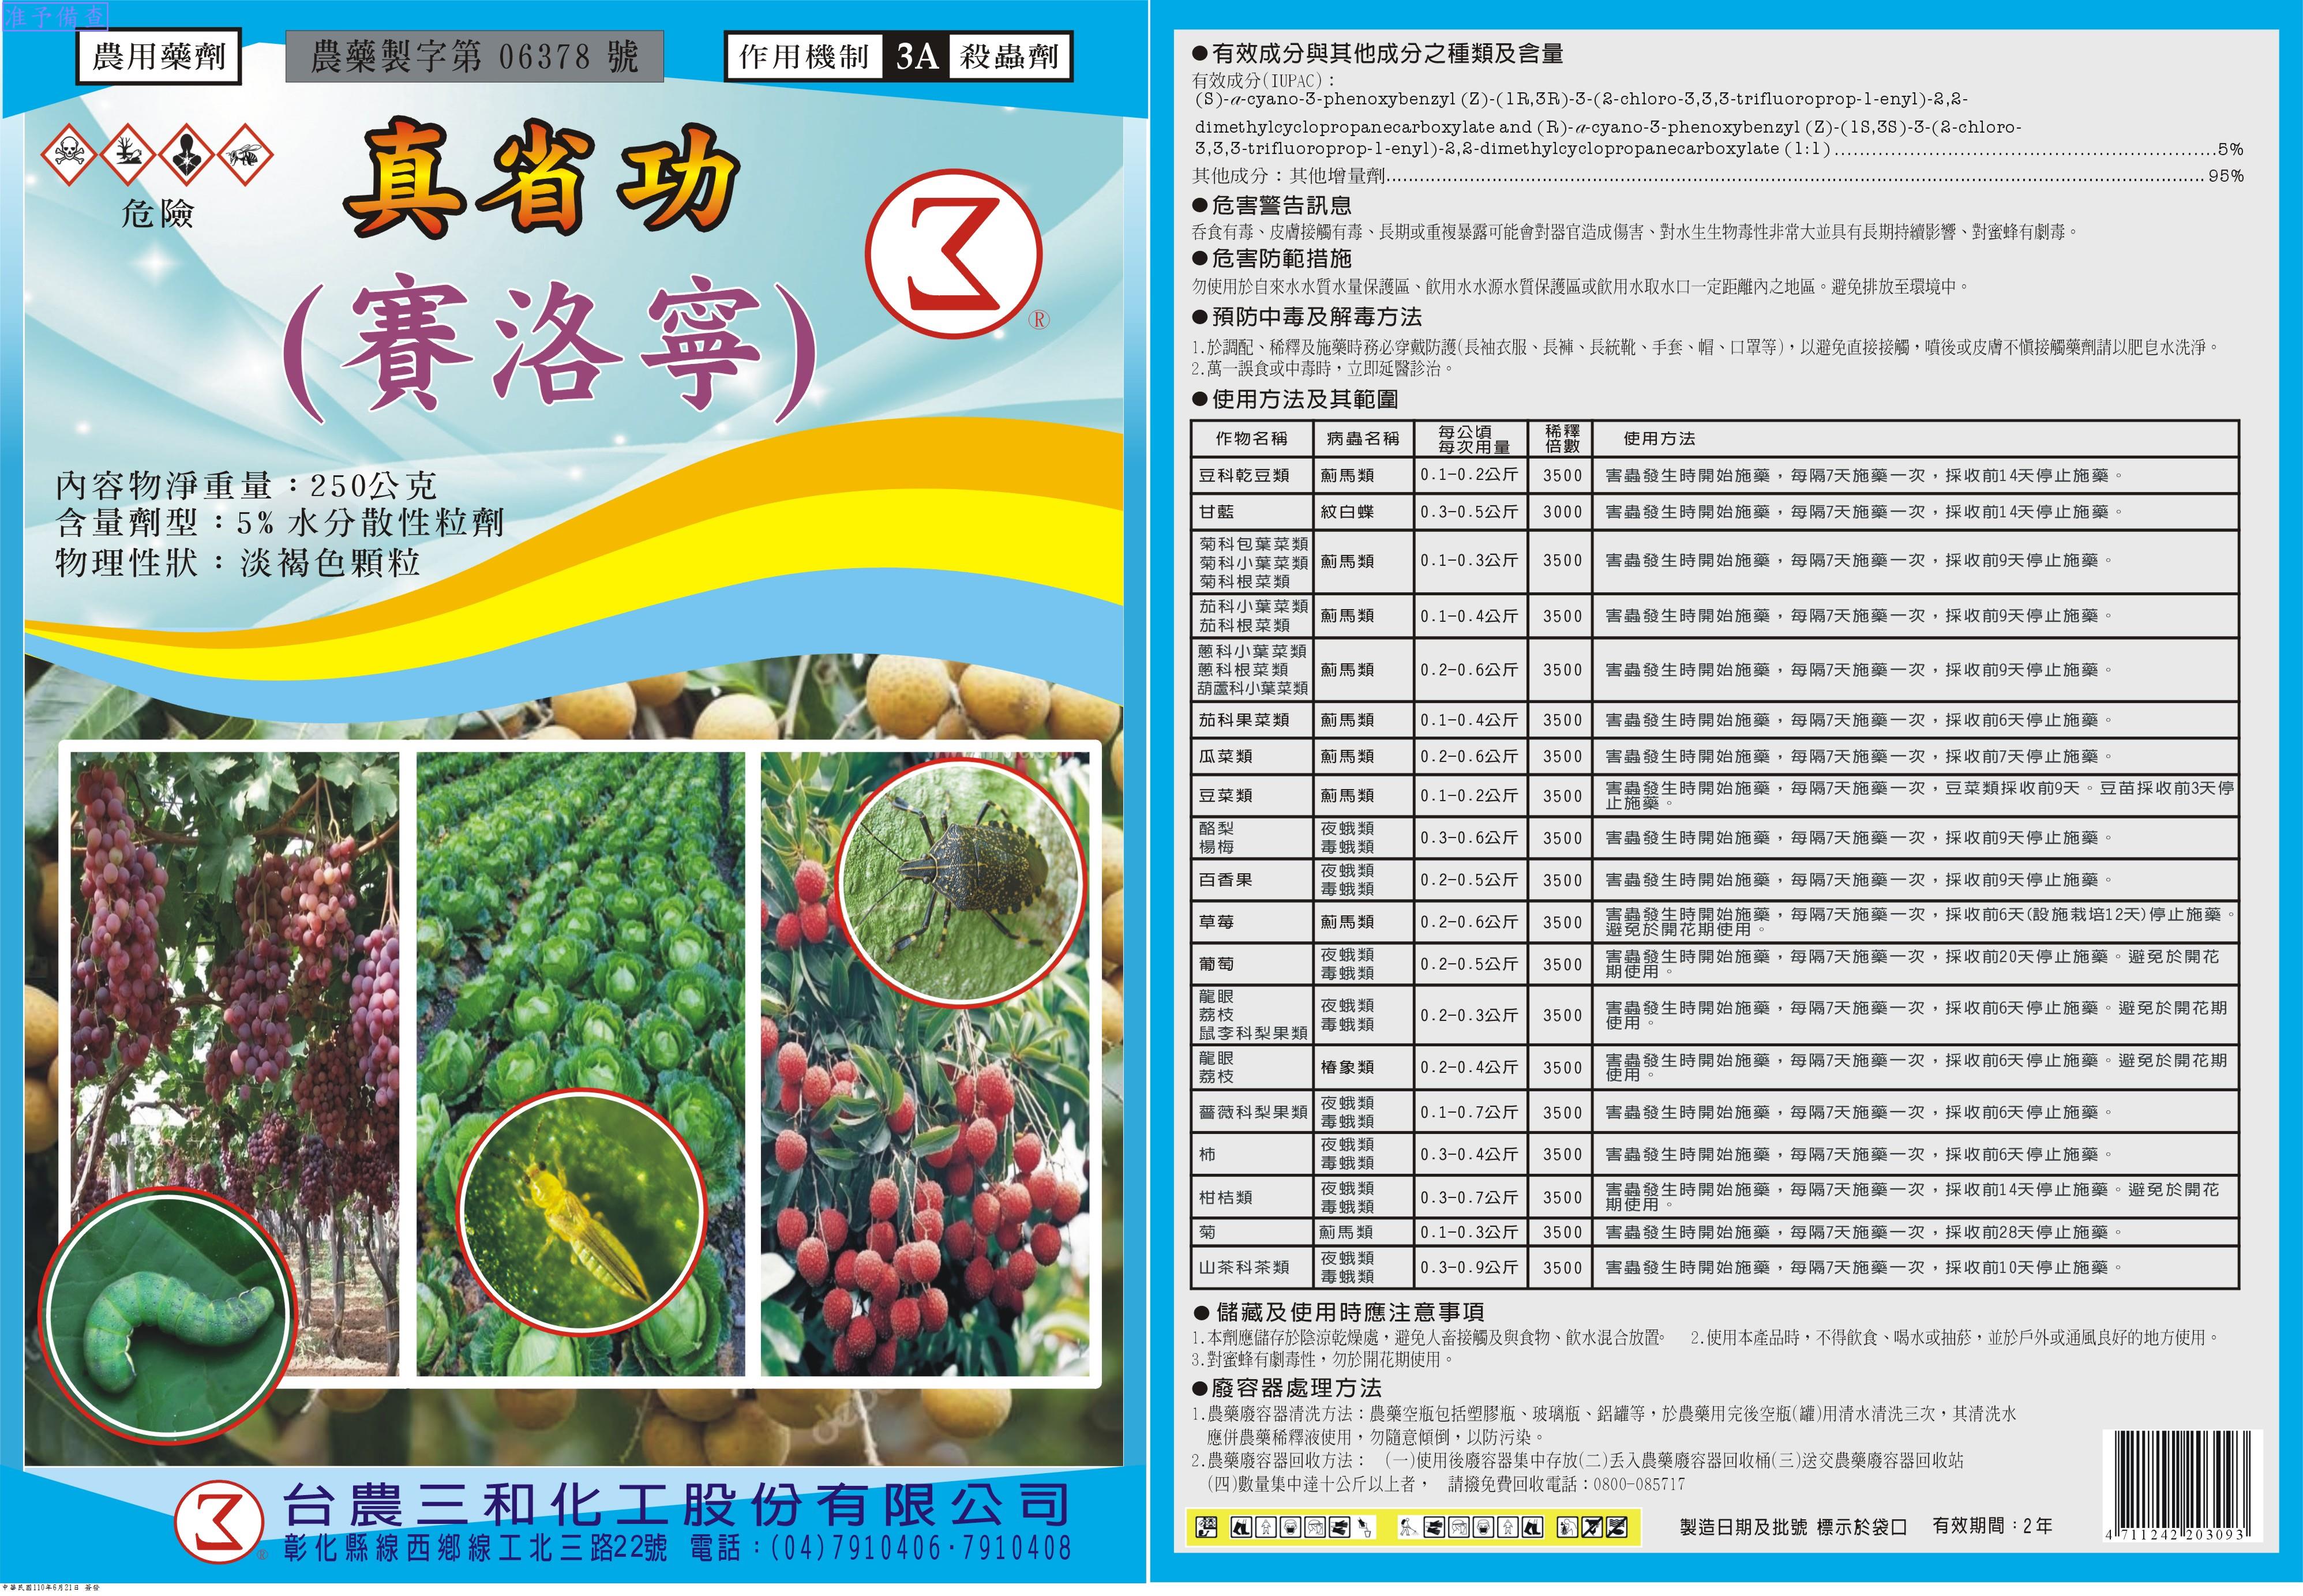 准予備查
農用藥劑
農藥製字第 06378 號
作用機制 3A 殺蟲劑
真省功
危險
(賽洛寧)
®
內容物淨重量：250公克
含量劑型：5% 水分散性粒劑
物理性狀：淡褐色顆粒
台農三和化工股份有限公司
®
彰化縣線西鄉線工北三路22號 電話：(04)7910406·7910408
中華民國110年6月21日 簽發
●有效成分與其他成分之種類及含量
有效成分(IUPAC)：
(S)-α-cyano-3-phenoxybenzyl (Z)-(1R,3R)-3-(2-chloro-3,3,3-trifluoroprop-1-enyl)-2,2-
dimethylcyclopropanecarboxylate and (R)-α-cyano-3-phenoxybenzyl (Z)-(1S,3S)-3-(2-chloro-
3,3,3-trifluoroprop-1-enyl)-2,2-dimethylcyclopropanecarboxylate (1:1)........5%
其他成分：其他增量劑........95%
●危害警告訊息
吞食有毒、皮膚接觸有毒、長期或重複暴露可能會對器官造成傷害、對水生生物毒性非常大並具有長期持續影響、對蜜蜂有劇毒。
●危害防範措施
勿使用於自來水水質水量保護區、飲用水水源水質保護區或飲用水取水口一定距離內之地區。避免排放至環境中。
●預防中毒及解毒方法
1.於調配、稀釋及施藥時務必穿戴防護(長袖衣服、長褲、長統靴、手套、帽、口罩等)，以避免直接接觸，噴後或皮膚不慎接觸藥劑請以肥皂水洗淨。
2.萬一誤食或中毒時，立即延醫診治。
●使用方法及其範圍
作物名稱 病蟲名稱 每公頃每次用量 稀釋倍數 使用方法
豆科乾豆類 薊馬類 0.1-0.2公斤 3500 害蟲發生時開始施藥，每隔7天施藥一次，採收前14天停止施藥。
甘藍 紋白蝶 0.3-0.5公斤 3000 害蟲發生時開始施藥，每隔7天施藥一次，採收前14天停止施藥。
菊科包葉菜類
菊科小葉菜類 薊馬類 0.1-0.3公斤 3500 害蟲發生時開始施藥，每隔7天施藥一次，採收前9天停止施藥。
菊科根菜類
茄科小葉菜類
茄科根菜類 薊馬類 0.1-0.4公斤 3500 害蟲發生時開始施藥，每隔7天施藥一次，採收前9天停止施藥。
蔥科小葉菜類
蔥科根菜類 薊馬類 0.2-0.6公斤 3500 害蟲發生時開始施藥，每隔7天施藥一次，採收前9天停止施藥。
葫蘆科小葉菜類
茄科果菜類 薊馬類 0.1-0.4公斤 3500 害蟲發生時開始施藥，每隔7天施藥一次，採收前6天停止施藥。
瓜菜類 薊馬類 0.2-0.6公斤 3500 害蟲發生時開始施藥，每隔7天施藥一次，採收前7天停止施藥。
豆菜類 薊馬類 0.1-0.2公斤 3500 害蟲發生時開始施藥，每隔7天施藥一次，豆菜類採收前9天。豆苗採收前3天停
止施藥。
酪梨 夜蛾類
楊梅 毒蛾類 0.3-0.6公斤 3500 害蟲發生時開始施藥，每隔7天施藥一次，採收前9天停止施藥。
百香果 夜蛾類
毒蛾類 0.2-0.5公斤 3500 害蟲發生時開始施藥，每隔7天施藥一次，採收前9天停止施藥。
草莓 薊馬類 0.2-0.6公斤 3500 害蟲發生時開始施藥，每隔7天施藥一次，採收前6天(設施栽培12天)停止施藥。
避免於開花期使用。
葡萄 夜蛾類
毒蛾類 0.2-0.5公斤 3500 害蟲發生時開始施藥，每隔7天施藥一次，採收前20天停止施藥。避免於開花
期使用。
龍眼
荔枝 夜蛾類
鼠李科梨果類 毒蛾類 0.2-0.3公斤 3500 害蟲發生時開始施藥，每隔7天施藥一次，採收前6天停止施藥。避免於開花期
使用。
龍眼
荔枝 椿象類 0.2-0.4公斤 3500 害蟲發生時開始施藥，每隔7天施藥一次，採收前6天停止施藥。避免於開花期
使用。
薔薇科梨果類 夜蛾類
毒蛾類 0.1-0.7公斤 3500 害蟲發生時開始施藥，每隔7天施藥一次，採收前6天停止施藥。
柿 夜蛾類
毒蛾類 0.3-0.4公斤 3500 害蟲發生時開始施藥，每隔7天施藥一次，採收前6天停止施藥。
柑桔類 夜蛾類
毒蛾類 0.3-0.7公斤 3500 害蟲發生時開始施藥，每隔7天施藥一次，採收前14天停止施藥。避免於開花
期使用。
菊 薊馬類 0.1-0.3公斤 3500 害蟲發生時開始施藥，每隔7天施藥一次，採收前28天停止施藥。
山茶科茶類 夜蛾類
毒蛾類 0.3-0.9公斤 3500 害蟲發生時開始施藥，每隔7天施藥一次，採收前10天停止施藥。
●儲藏及使用時應注意事項
1.本劑應儲存於陰涼乾燥處，避免人畜接觸及與食物、飲水混合放置。 2.使用本產品時，不得飲食、喝水或抽菸，並於戶外或通風良好的地方使用。
3.對蜜蜂有劇毒性，勿於開花期使用。
●廢容器處理方法
1.農藥廢容器清洗方法：農藥空瓶包括塑膠瓶、玻璃瓶、鋁罐等，於農藥用完後空瓶(罐)用清水清洗三次，其清洗水
應併農藥稀釋液使用，勿隨意傾倒，以防污染。
2.農藥廢容器回收方法： (一)使用後廢容器集中存放(二)丟入農藥廢容器回收桶(三)送交農藥廢容器回收站
(四)數量集中達十公斤以上者， 請撥免費回收電話：0800-085717
製造日期及批號 標示於袋口 有效期間：2年
4 711242 203093